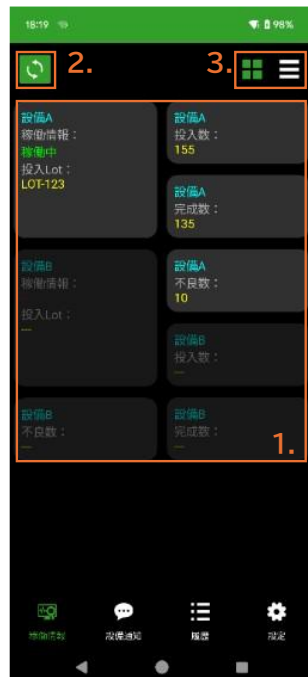 18:19 98%
2.
3.
設備A
稼働情報：
稼働中
投入Lot：
LOT-123
設備A
投入数：
155
設備A
完成数：
135
設備B
稼働情報：
投入Lot：
---
設備A
不良数：
10
設備B
投入数：
---
設備B
不良数：
---
設備B
完成数：
---
1.
稼働情報
設備通知
履歴
設定